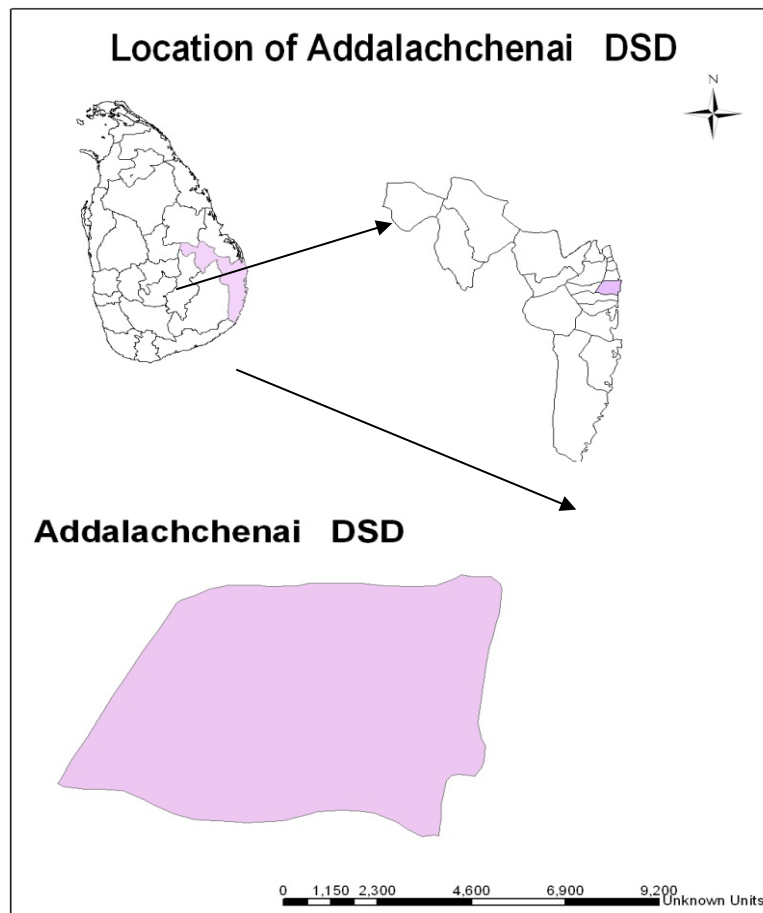 Location of Addalachchenai DSD
N
Addalachchenai DSD
0 1,150 2,300 4,600 6,900 9,200
Unknown Units